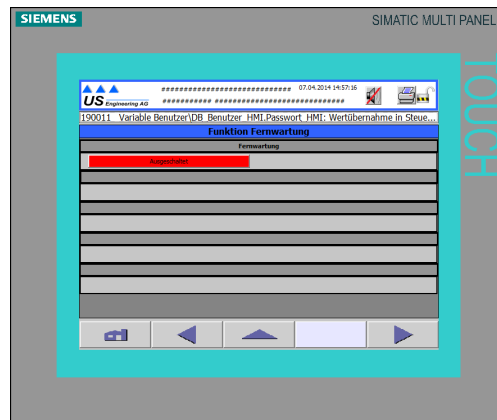 SIEMENS
SIMATIC MULTI PANEL
TOUCH
############################## 07.04.2014 14:57:16
US Engineering AG
########### ##############################
190011 Variable Benutzer\DB_Benutzer_HMI.Passwort_HMI: Wertübernahme in Steue...
Funktion Fernwartung
Fernwartung
Ausgeschaltet